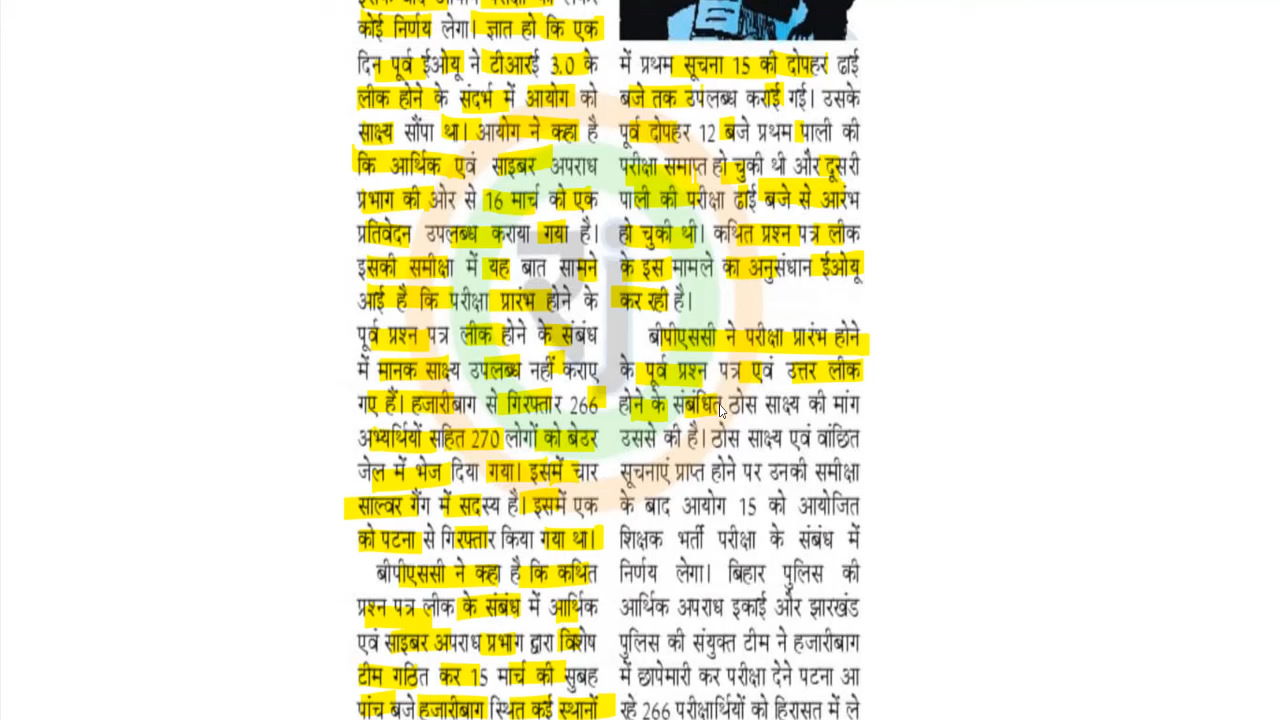 कोई निर्णय लेगा। ज्ञात हो कि एक
दिन पूर्व ईओयू ने टीआरई 3.0 के
लीक होने के संदर्भ में आयोग को
साक्ष्य सौंपा था। आयोग ने कहा है
कि आर्थिक एवं साइबर अपराध
प्रभाग की ओर से 16 मार्च को एक
प्रतिवेदन उपलब्ध कराया गया है।
इसकी समीक्षा में यह बात सामने
आई है कि परीक्षा प्रारंभ होने के
पूर्व प्रश्न पत्र लीक होने के संबंध
में मानक साक्ष्य उपलब्ध नहीं कराए
गए हैं। हजारीबाग से गिरफ्तार 266
अभ्यर्थियों सहित 270 लोगों को बेउर
जेल में भेज दिया गया। इसमें चार
साल्वर गैंग में सदस्य है। इसमें एक
को पटना से गिरफ्तार किया गया था।
बीपीएससी ने कहा है कि कथित
प्रश्न पत्र लीक के संबंध में आर्थिक
एवं साइबर अपराध प्रभाग द्वारा विशेष
टीम गठित कर 15 मार्च की सुबह
पांच बजे हजारीबाग स्थित कई स्थानों
में प्रथम सूचना 15 की दोपहर ढाई
बजे तक उपलब्ध कराई गई। उसके
पूर्व दोपहर 12 बजे प्रथम पाली की
परीक्षा समाप्त हो चुकी थी और दूसरी
पाली की परीक्षा ढाई बजे से आरंभ
हो चुकी थी। कथित प्रश्न पत्र लीक
के इस मामले का अनुसंधान ईओयू
कर रही है।
बीपीएससी ने परीक्षा प्रारंभ होने
के पूर्व प्रश्न पत्र एवं उत्तर लीक
होने के संबंधित ठोस साक्ष्य की मांग
उससे की है। ठोस साक्ष्य एवं वांछित
सूचनाएं प्राप्त होने पर उनकी समीक्षा
के बाद आयोग 15 को आयोजित
शिक्षक भर्ती परीक्षा के संबंध में
निर्णय लेगा। बिहार पुलिस की
आर्थिक अपराध इकाई और झारखंड
पुलिस की संयुक्त टीम ने हजारीबाग
में छापेमारी कर परीक्षा देने पटना आ
रहे 266 परीक्षार्थियों को हिरासत में ले